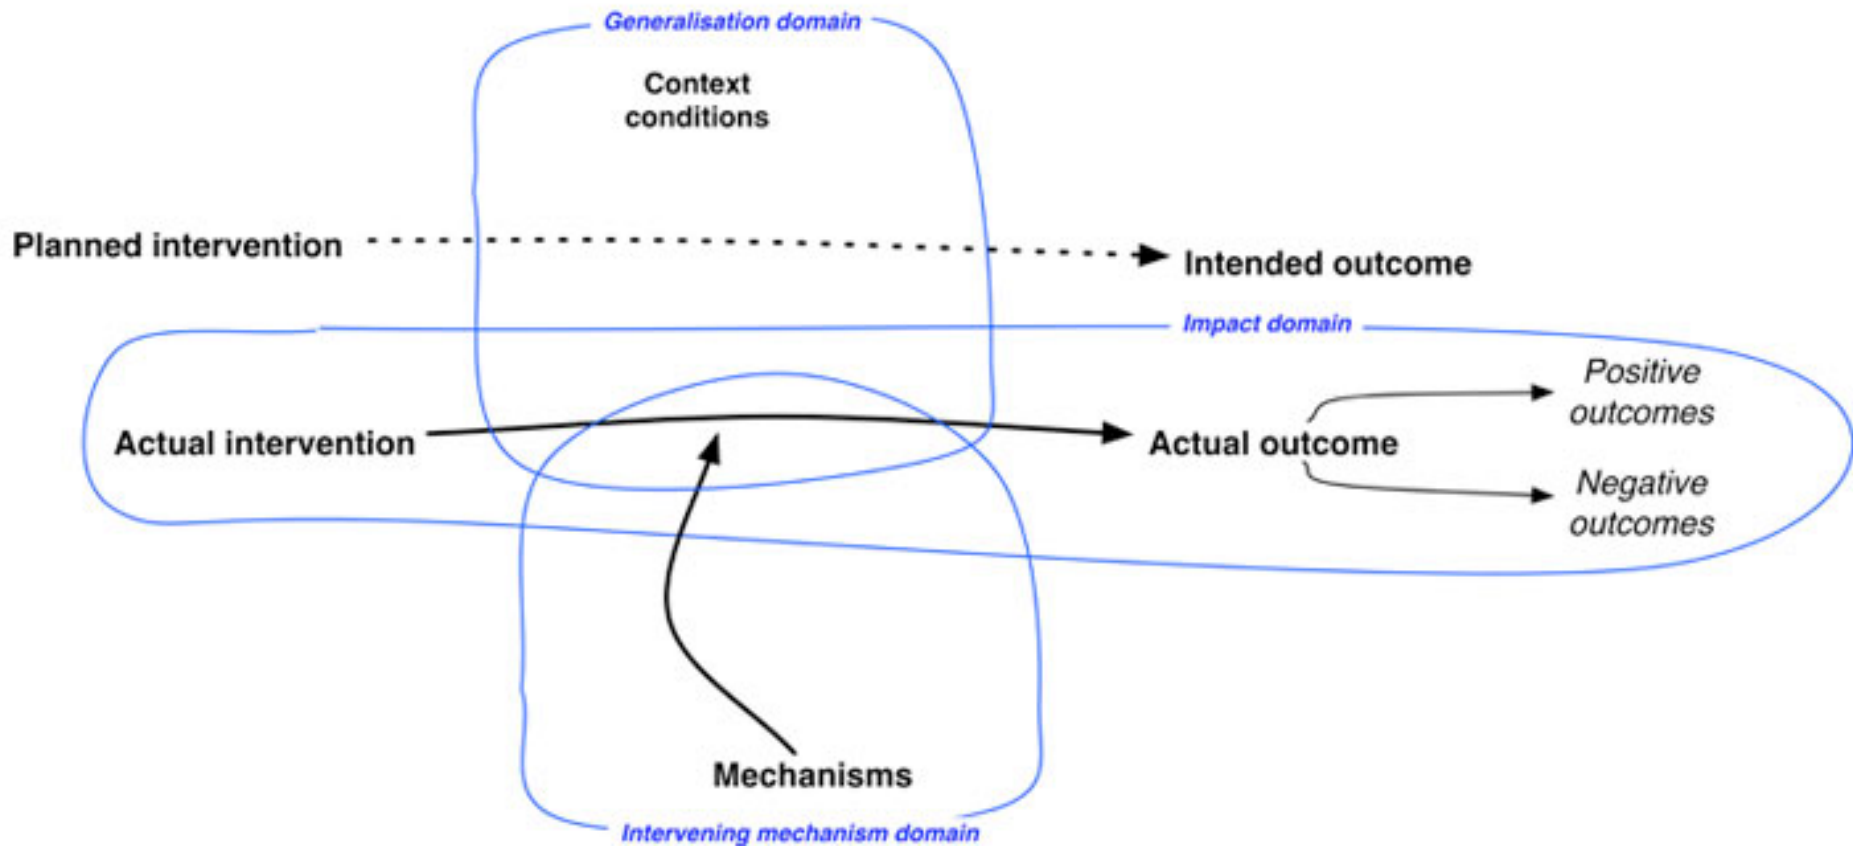 Generalisation domain
Context
conditions
Planned intervention
Intended outcome
Impact domain
Positive
outcomes
Actual intervention
Actual outcome
Negative
outcomes
Mechanisms
Intervening mechanism domain